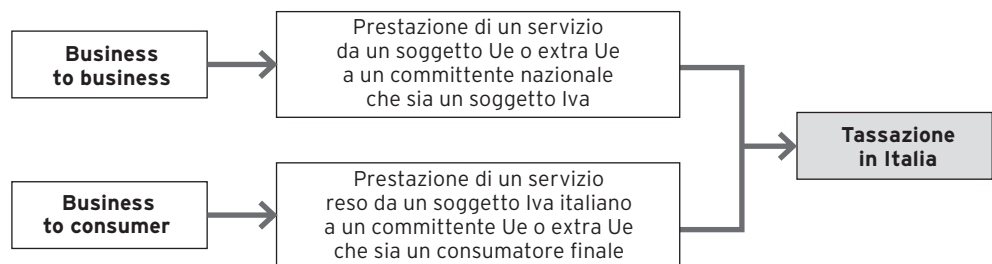 Business
to business
Prestazione di un servizio
da un soggetto Ue o extra Ue
a un committente nazionale
che sia un soggetto Iva
Business
to consumer
Prestazione di un servizio
reso da un soggetto Iva italiano
a un committente Ue o extra Ue
che sia un consumatore finale
Tassazione
in Italia